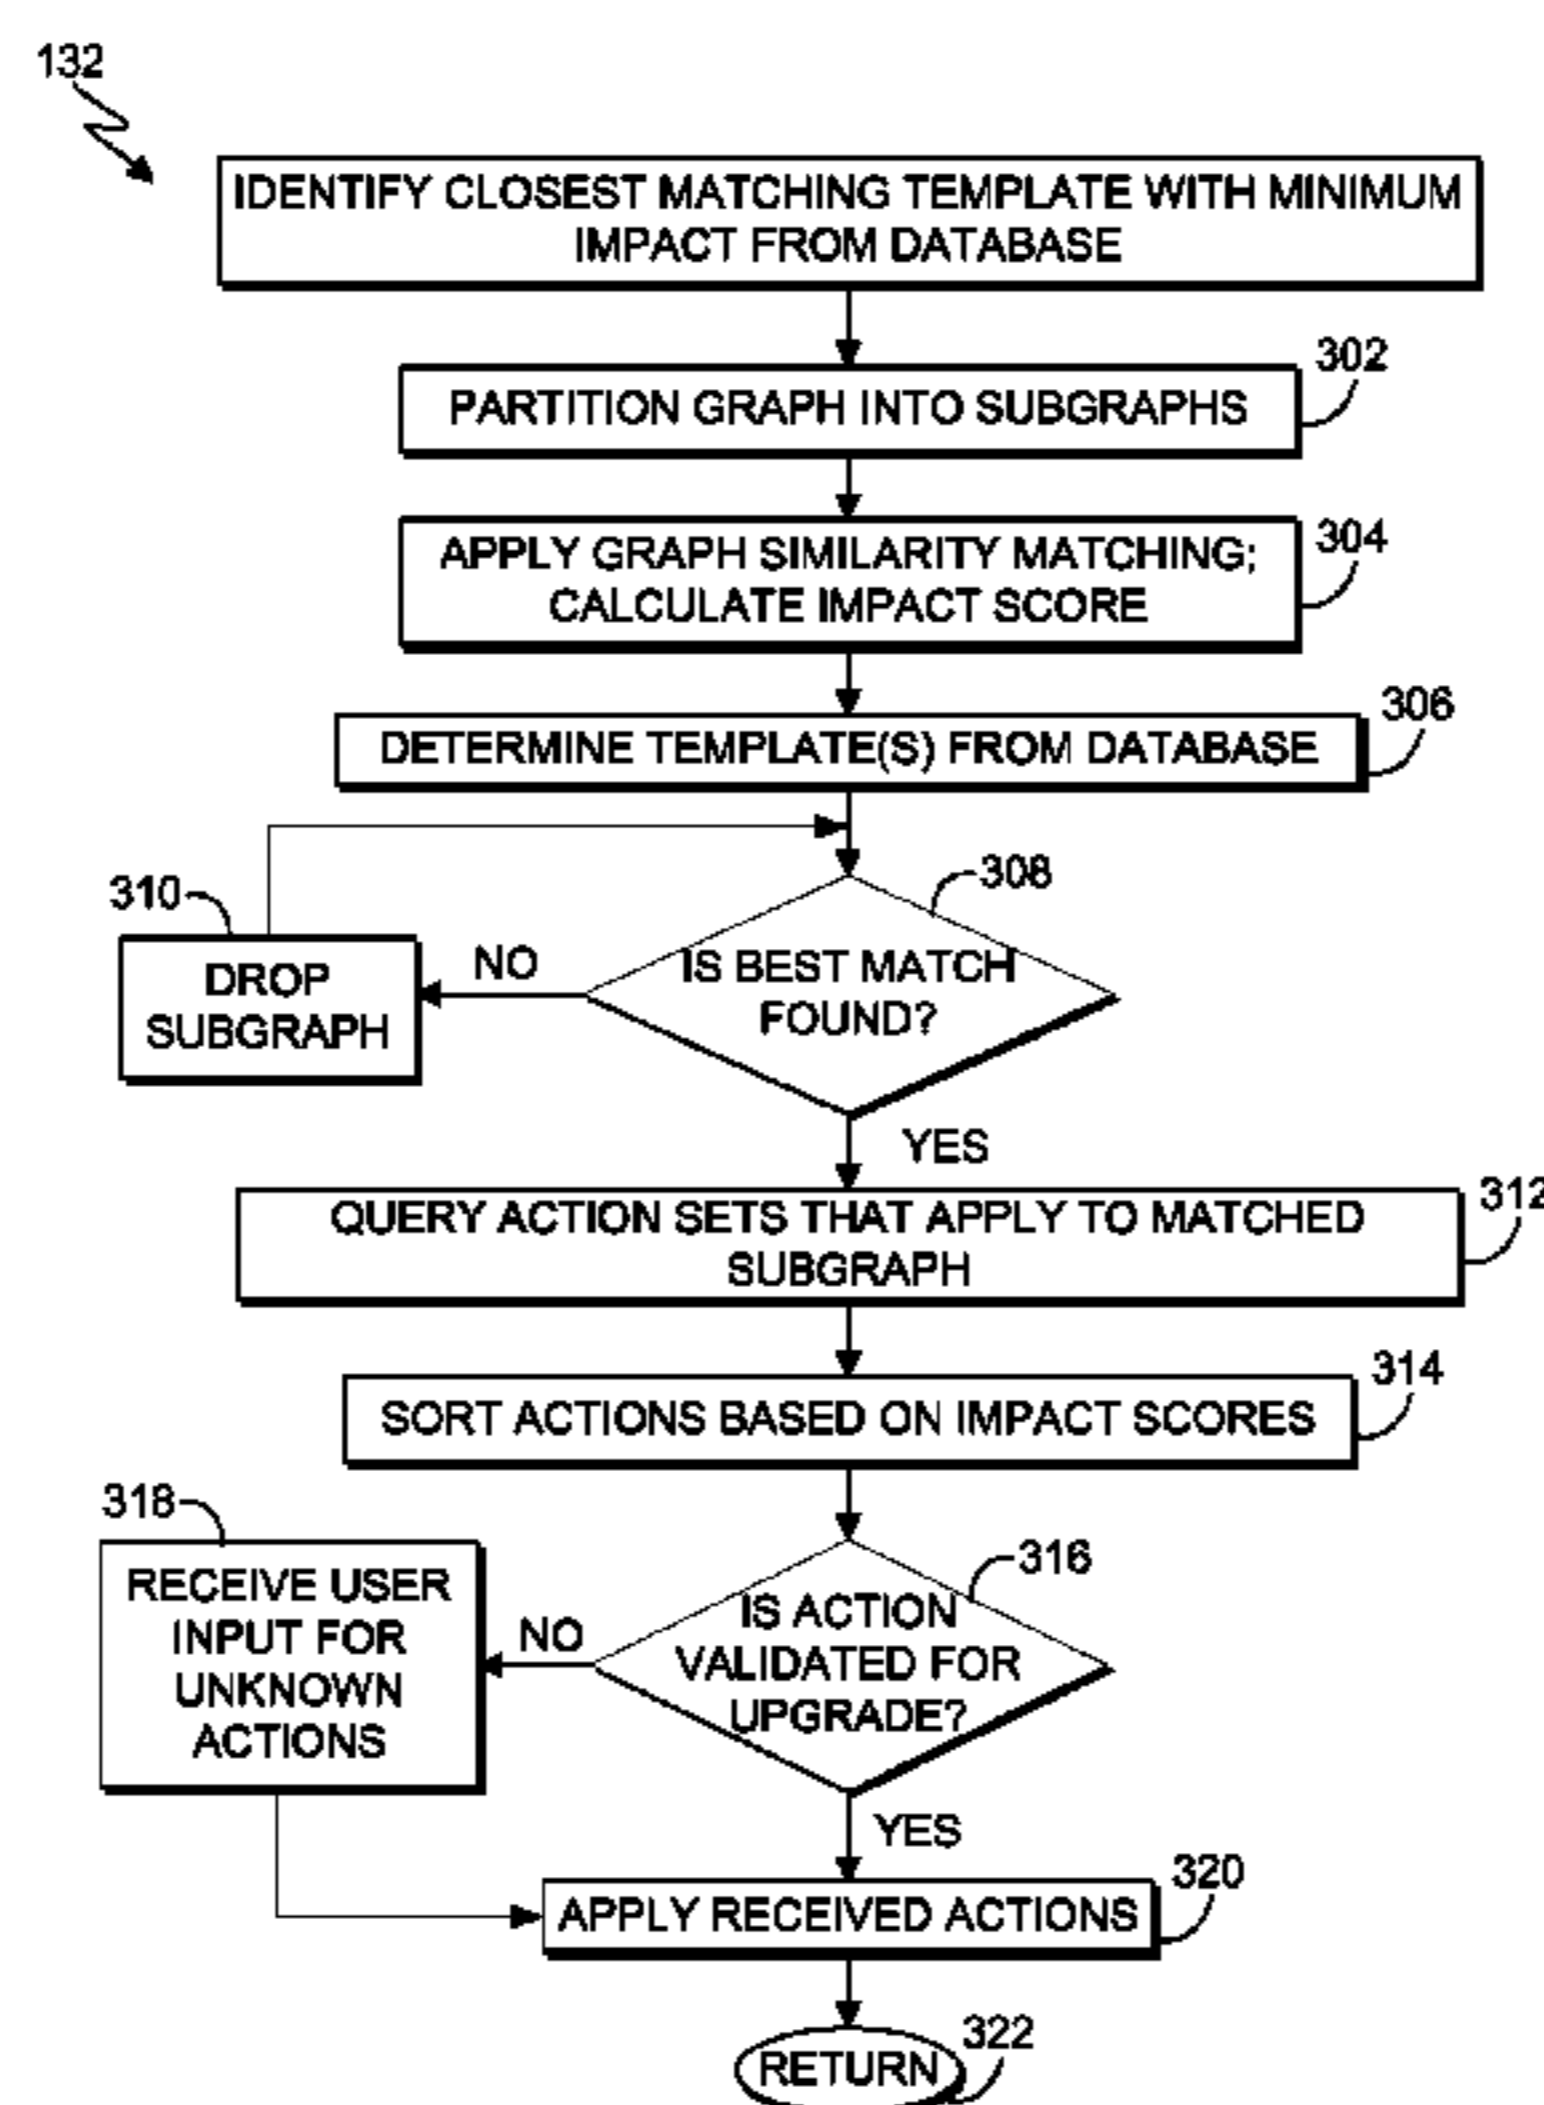 132
IDENTIFY CLOSEST MATCHING TEMPLATE WITH MINIMUM
IMPACT FROM DATABASE
302
PARTITION GRAPH INTO SUBGRAPHS
304
APPLY GRAPH SIMILARITY MATCHING;
CALCULATE IMPACT SCORE
306
DETERMINE TEMPLATE(S) FROM DATABASE
308
310
IS BEST MATCH
FOUND?
NO
DROP
SUBGRAPH
YES
312
QUERY ACTION SETS THAT APPLY TO MATCHED
SUBGRAPH
314
SORT ACTIONS BASED ON IMPACT SCORES
318
316
IS ACTION
VALIDATED FOR
UPGRADE?
NO
RECEIVE USER
INPUT FOR
UNKNOWN
ACTIONS
YES
320
APPLY RECEIVED ACTIONS
322
RETURN